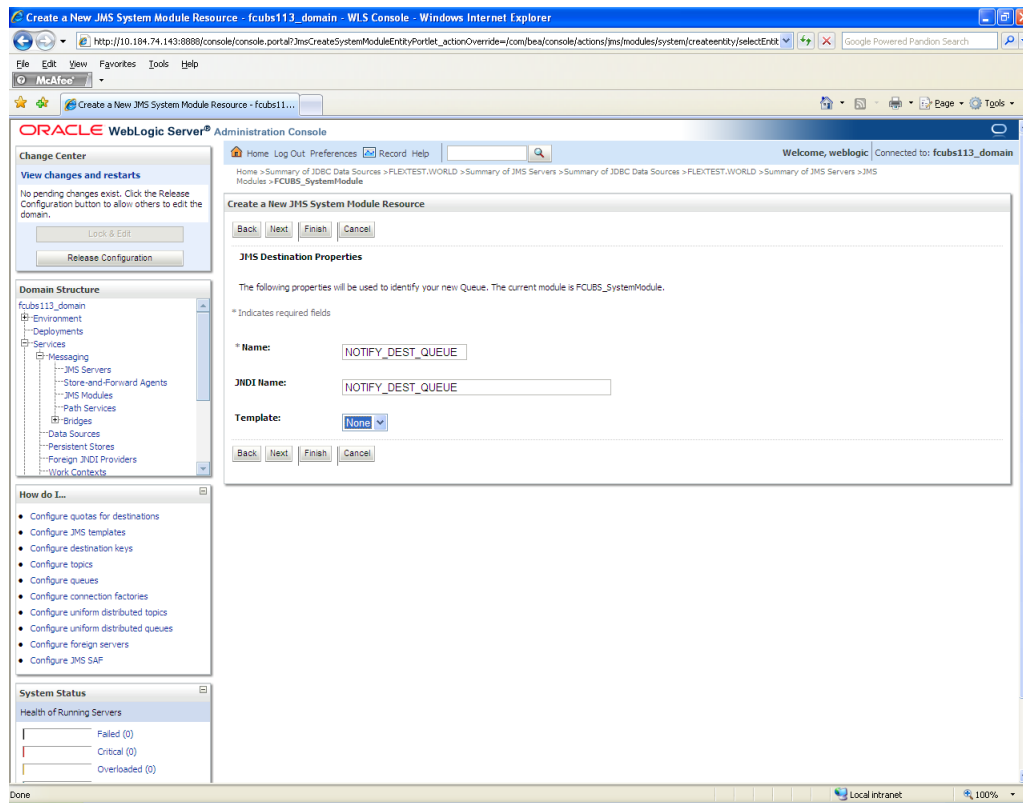 Create a New JMS System Module Resource - fcubs113_domain - WLS Console - Windows Internet Explorer
http://10.184.74.143:8888/console/console.portal?JmsCreateSystemModuleEntityPortlet_actionOverride=/com/bea/console/actions/jms/modules/system/createentity/selectEntit
Google Powered Pandion Search
File Edit View Favorites Tools Help
McAfee
Create a New JMS System Module Resource - fcubs11...
Page Tools
ORACLE WebLogic Server® Administration Console
Change Center
View changes and restarts
No pending changes exist. Click the Release
Configuration button to allow others to edit the
domain.
Lock & Edit
Release Configuration
Domain Structure
fcubs113_domain
Environment
Deployments
Services
Messaging
JMS Servers
Store-and-Forward Agents
JMS Modules
Path Services
Bridges
Data Sources
Persistent Stores
Foreign JNDI Providers
Work Contexts
How do I...
Configure quotas for destinations
Configure JMS templates
Configure destination keys
Configure topics
Configure queues
Configure connection factories
Configure uniform distributed topics
Configure uniform distributed queues
Configure foreign servers
Configure JMS SAF
System Status
Health of Running Servers
Failed (0)
Critical (0)
Overloaded (0)
Home Log Out Preferences Record Help
Welcome, weblogic Connected to: fcubs113_domain
Home >Summary of JDBC Data Sources >FLEXTEST.WORLD >Summary of JMS Servers >Summary of JDBC Data Sources >FLEXTEST.WORLD >Summary of JMS Servers >JMS
Modules >FCUBS_SystemModule
Create a New JMS System Module Resource
Back Next Finish Cancel
JMS Destination Properties
The following properties will be used to identify your new Queue. The current module is FCUBS_SystemModule.
* Indicates required fields
* Name: NOTIFY_DEST_QUEUE
JNDI Name: NOTIFY_DEST_QUEUE
Template: None
Back Next Finish Cancel
Done
Local intranet
100%